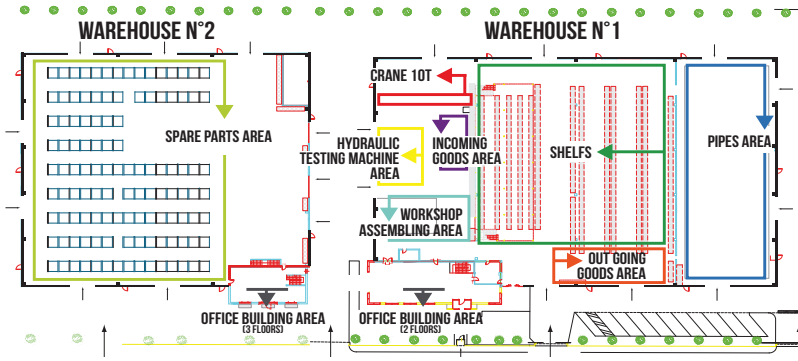 WAREHOUSE N°2
WAREHOUSE N°1
CRANE 10T
SPARE PARTS AREA
HYDRAULIC
TESTING MACHINE
AREA
INCOMING
GOODS AREA
SHELFS
PIPES AREA
WORKSHOP
ASSEMBLING AREA
OUT GOING
GOODS AREA
OFFICE BUILDING AREA
(3 FLOORS)
OFFICE BUILDING AREA
(2 FLOORS)